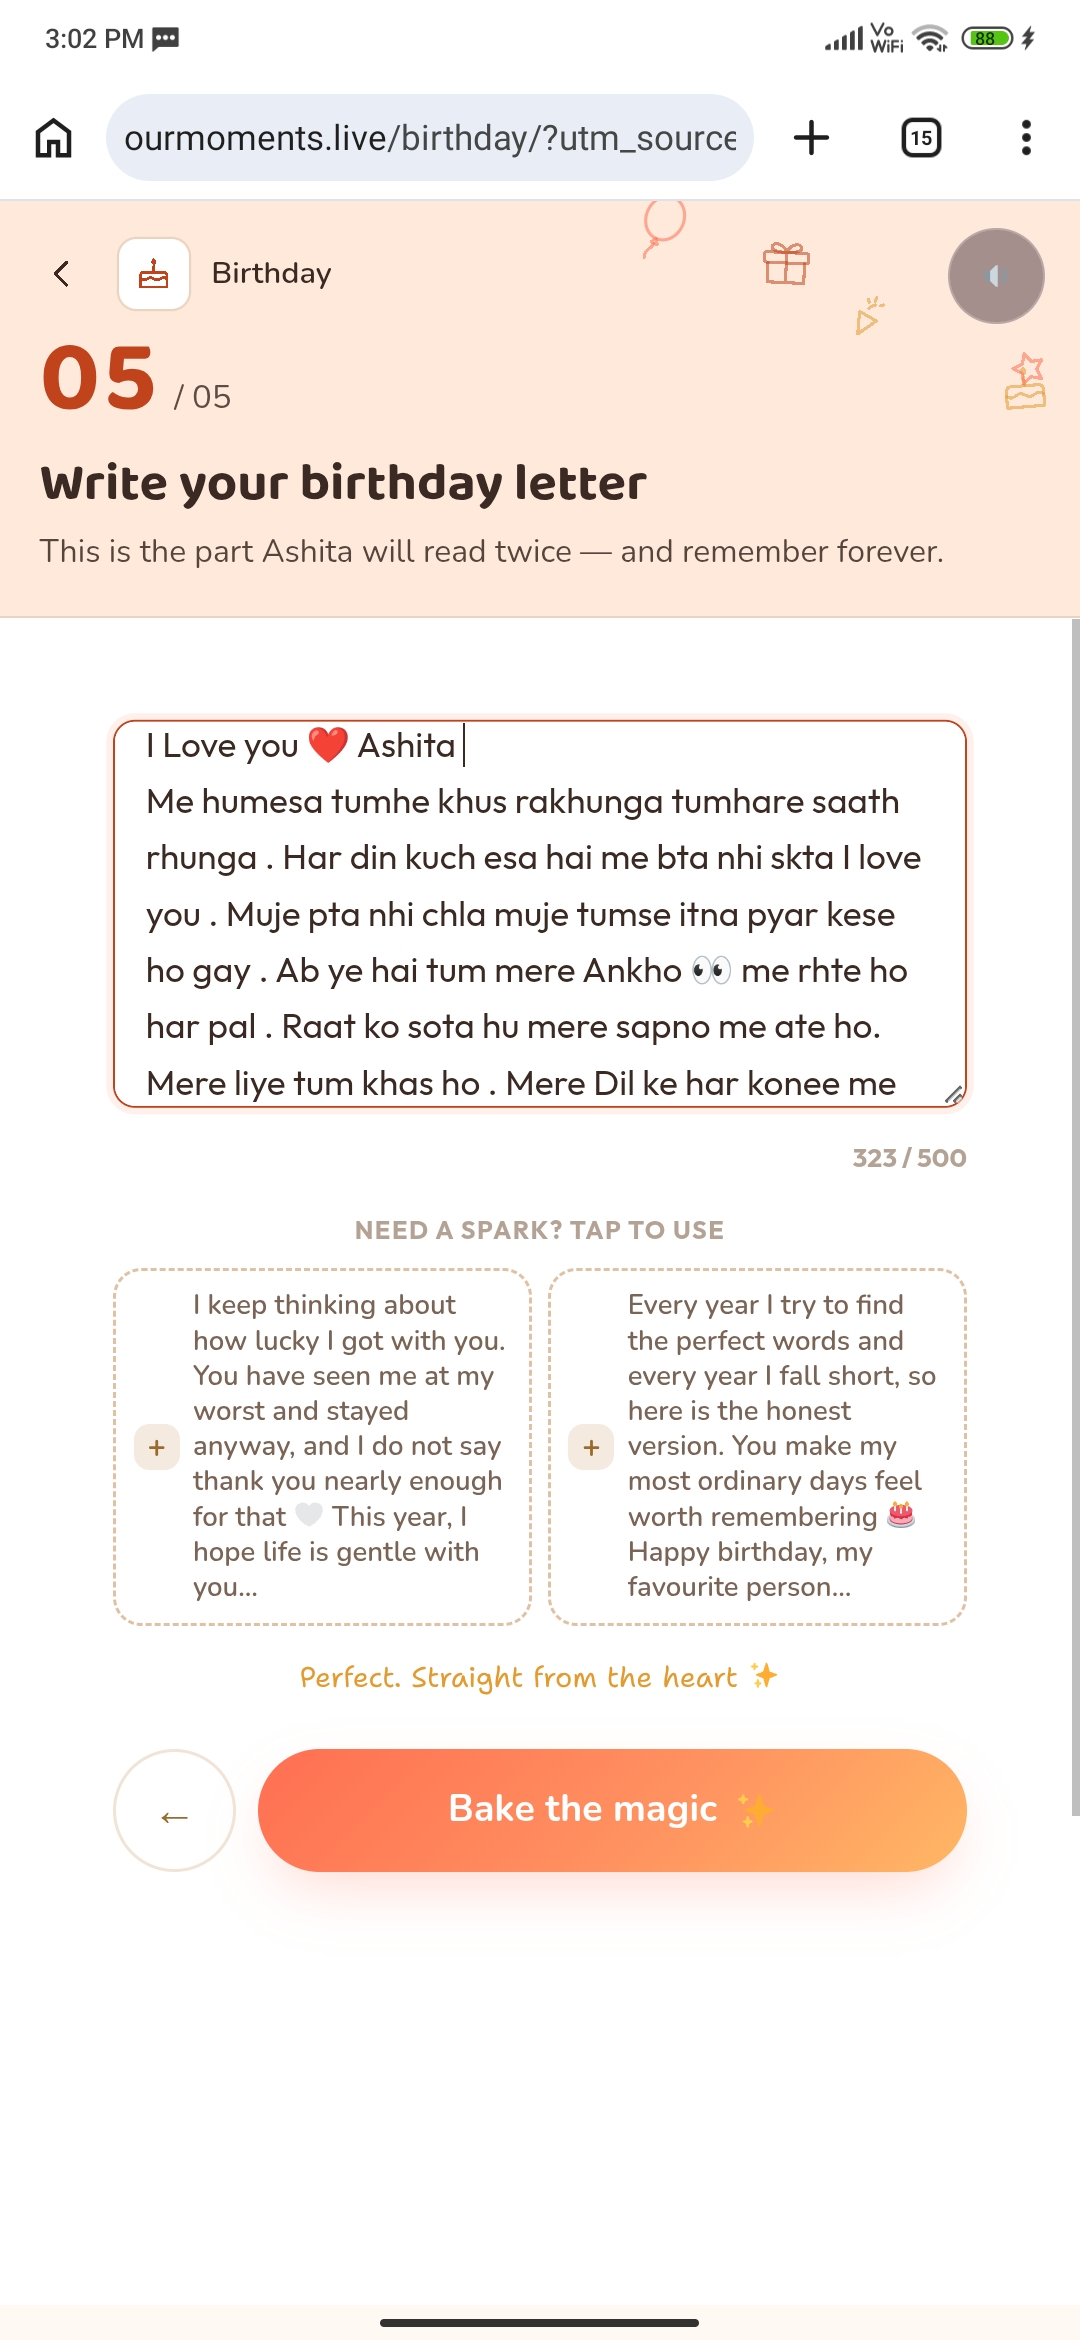 3:02 PM
Vo WiFi
88
ourmoments.live/birthday/?utm_source
15
Birthday
05 / 05
Write your birthday letter
This is the part Ashita will read twice — and remember forever.
I Love you ❤️ Ashita
Me humesa tumhe khus rakhunga tumhare saath
rhunga . Har din kuch esa hai me bta nhi skta I love
you . Muje pta nhi chla muje tumse itna pyar kese
ho gay . Ab ye hai tum mere Ankho 👀 me rhte ho
har pal . Raat ko sota hu mere sapno me ate ho.
Mere liye tum khas ho . Mere Dil ke har konee me
323 / 500
NEED A SPARK? TAP TO USE
I keep thinking about
how lucky I got with you.
You have seen me at my
worst and stayed
+ anyway, and I do not say
thank you nearly enough
for that 🤍 This year, I
hope life is gentle with
you...
Every year I try to find
the perfect words and
every year I fall short, so
here is the honest
+ version. You make my
most ordinary days feel
worth remembering 🎂
Happy birthday, my
favourite person...
Perfect. Straight from the heart ✨
← Bake the magic ✨